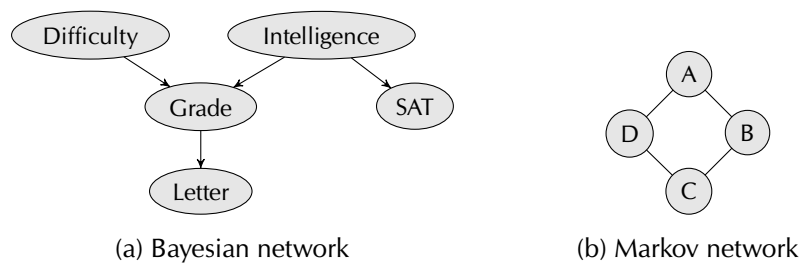 Difficulty
Intelligence
Grade
SAT
Letter
(a) Bayesian network
A
D
B
C
(b) Markov network